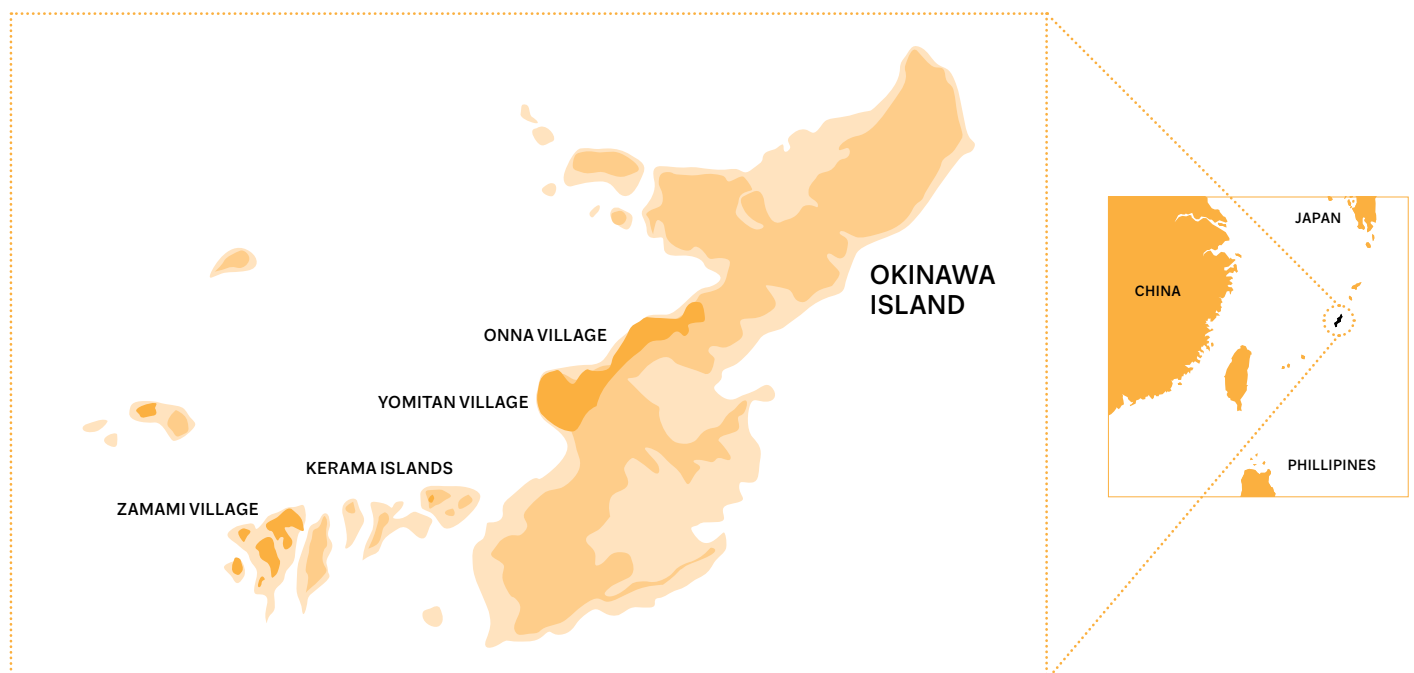 OKINAWA
ISLAND
ONNA VILLAGE
YOMITAN VILLAGE
KERAMA ISLANDS
ZAMAMI VILLAGE
JAPAN
CHINA
PHILLIPINES